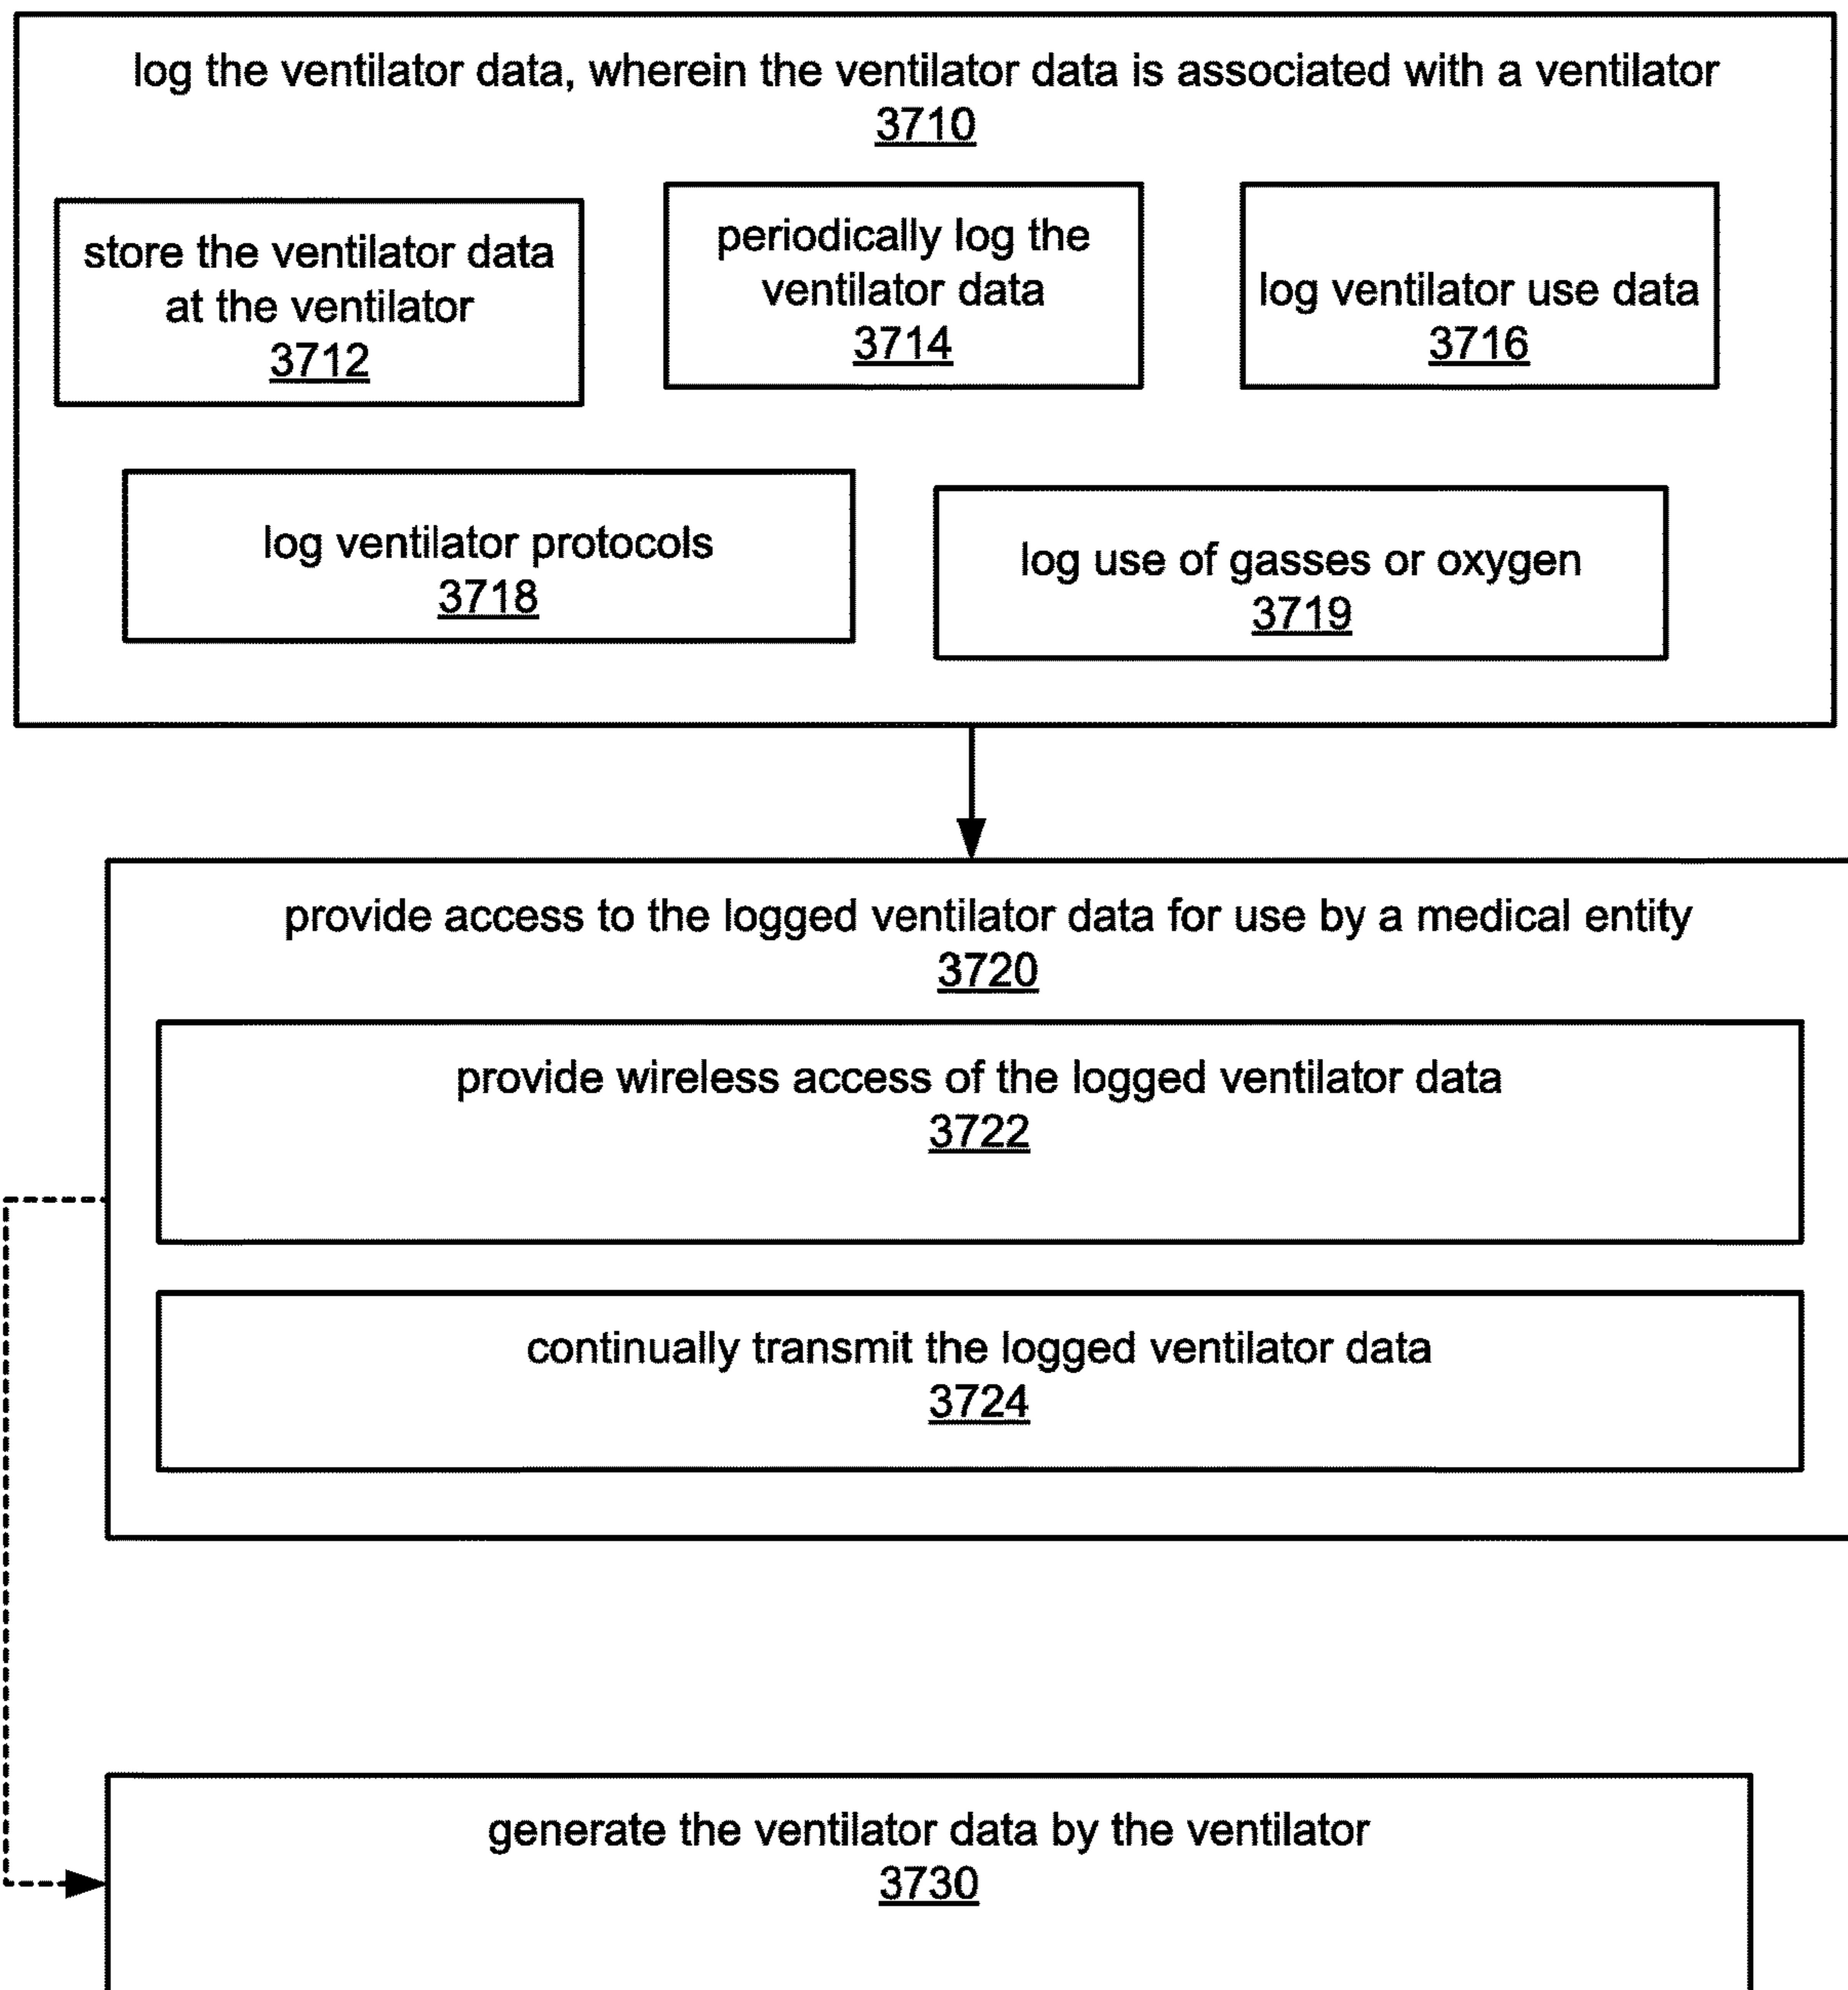 log the ventilator data, wherein the ventilator data is associated with a ventilator
3710
store the ventilator data
at the ventilator
3712
periodically log the
ventilator data
3714
log ventilator use data
3716
log ventilator protocols
3718
log use of gasses or oxygen
3719
provide access to the logged ventilator data for use by a medical entity
3720
provide wireless access of the logged ventilator data
3722
continually transmit the logged ventilator data
3724
generate the ventilator data by the ventilator
3730